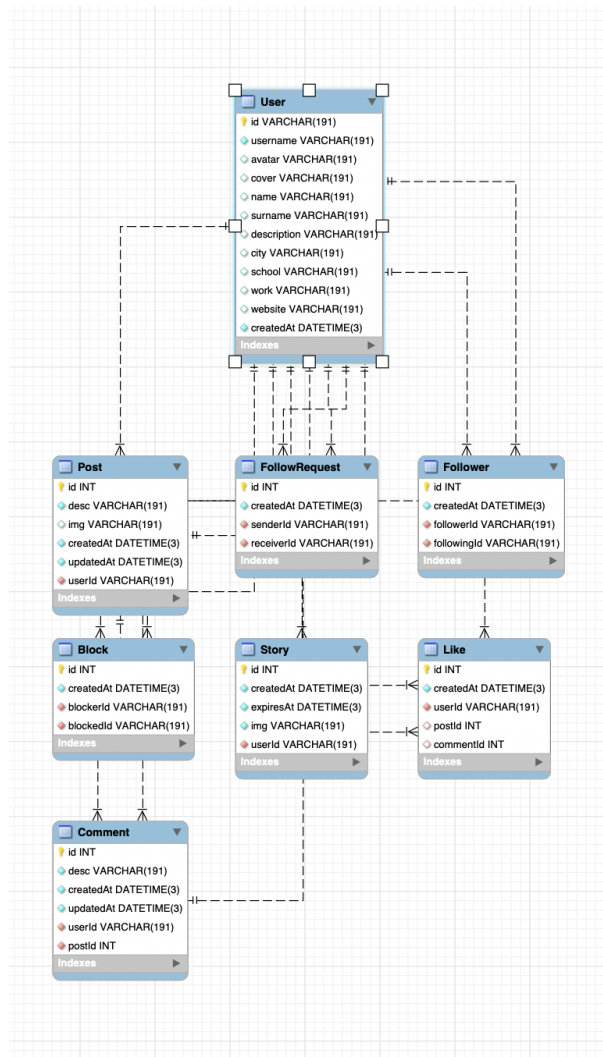 User
id VARCHAR(191)
username VARCHAR(191)
avatar VARCHAR(191)
cover VARCHAR(191)
name VARCHAR(191)
surname VARCHAR(191)
description VARCHAR(191)
city VARCHAR(191)
school VARCHAR(191)
work VARCHAR(191)
website VARCHAR(191)
createdAt DATETIME(3)
Indexes
Post
id INT
desc VARCHAR(191)
img VARCHAR(191)
createdAt DATETIME(3)
updatedAt DATETIME(3)
userId VARCHAR(191)
Indexes
FollowRequest
id INT
createdAt DATETIME(3)
senderId VARCHAR(191)
receiverId VARCHAR(191)
Indexes
Follower
id INT
createdAt DATETIME(3)
followerId VARCHAR(191)
followingId VARCHAR(191)
Indexes
Block
id INT
createdAt DATETIME(3)
blockerId VARCHAR(191)
blockedId VARCHAR(191)
Indexes
Story
id INT
createdAt DATETIME(3)
expiresAt DATETIME(3)
img VARCHAR(191)
userId VARCHAR(191)
Indexes
Like
id INT
createdAt DATETIME(3)
userId VARCHAR(191)
postId INT
commentId INT
Indexes
Comment
id INT
desc VARCHAR(191)
createdAt DATETIME(3)
updatedAt DATETIME(3)
userId VARCHAR(191)
postId INT
Indexes